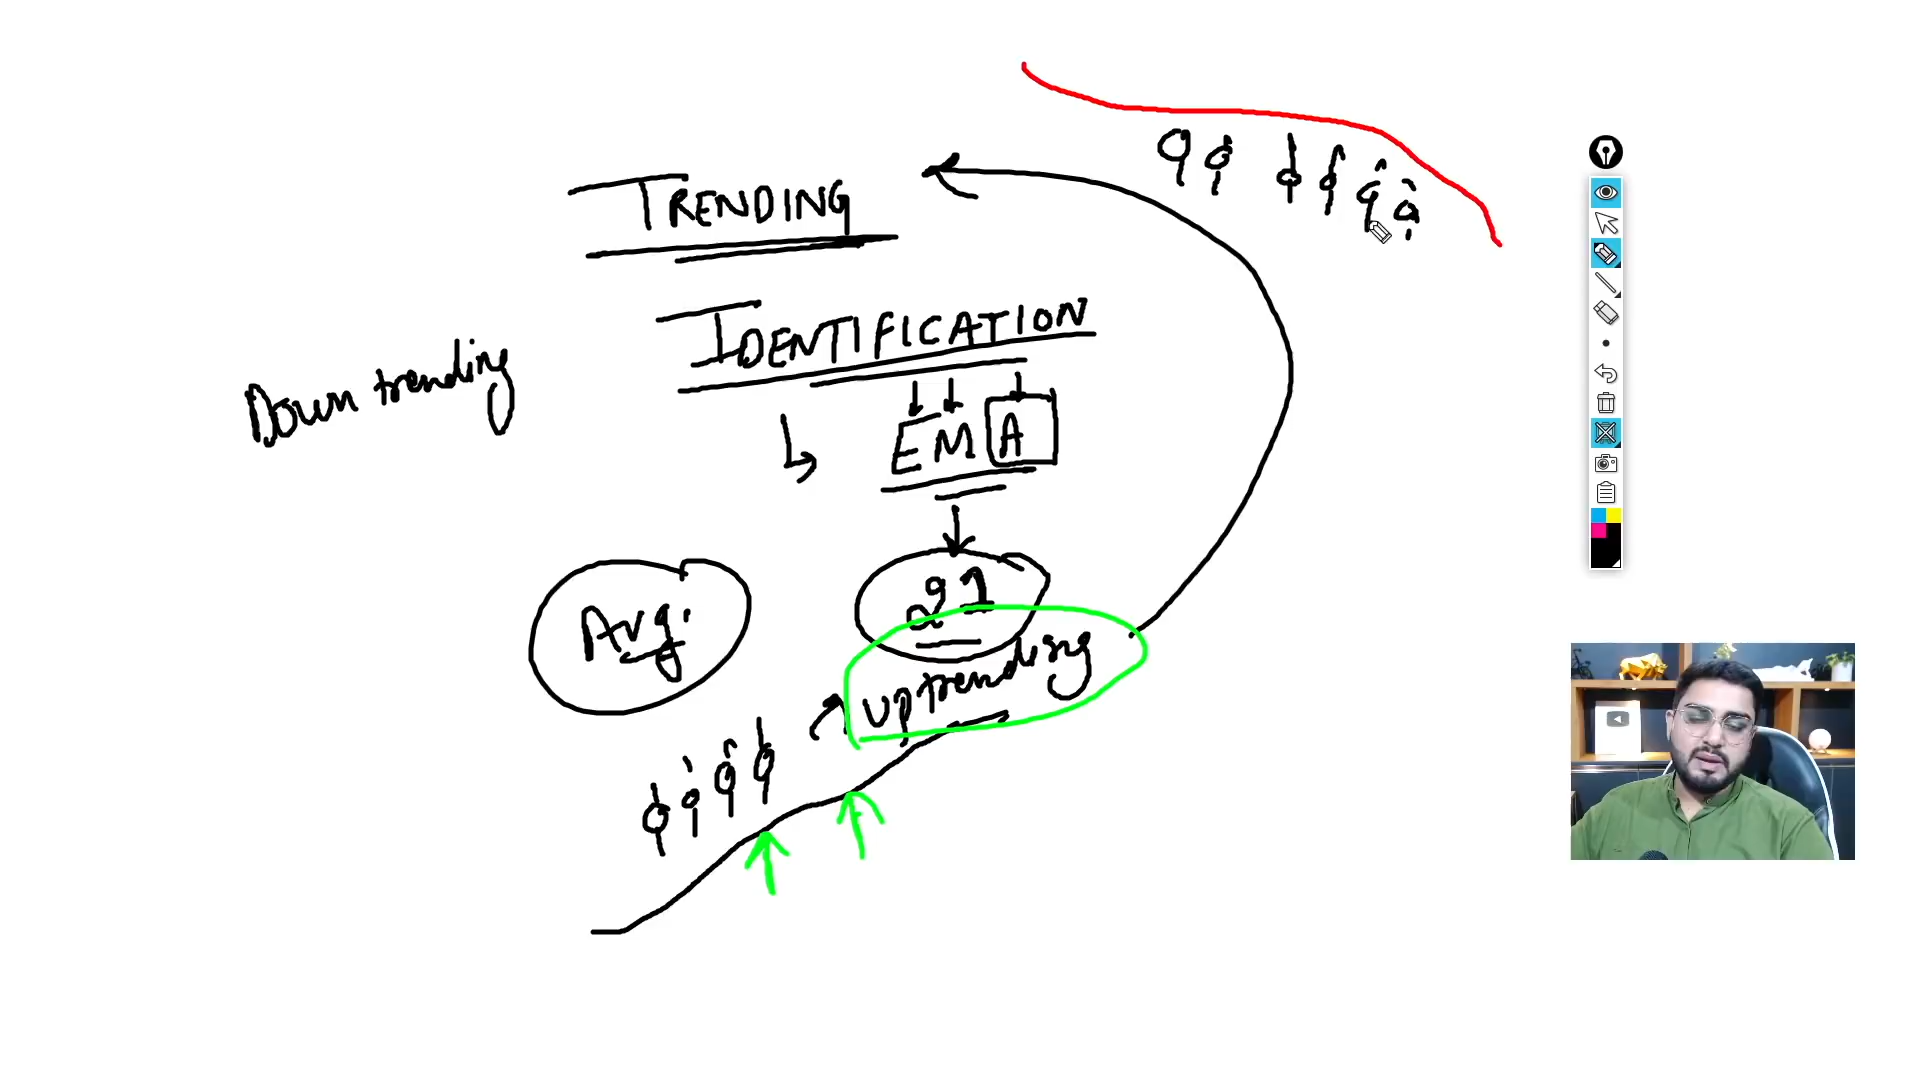 TRENDING
IDENTIFICATION
Down trending
EMA
21
Avg.
uptrending